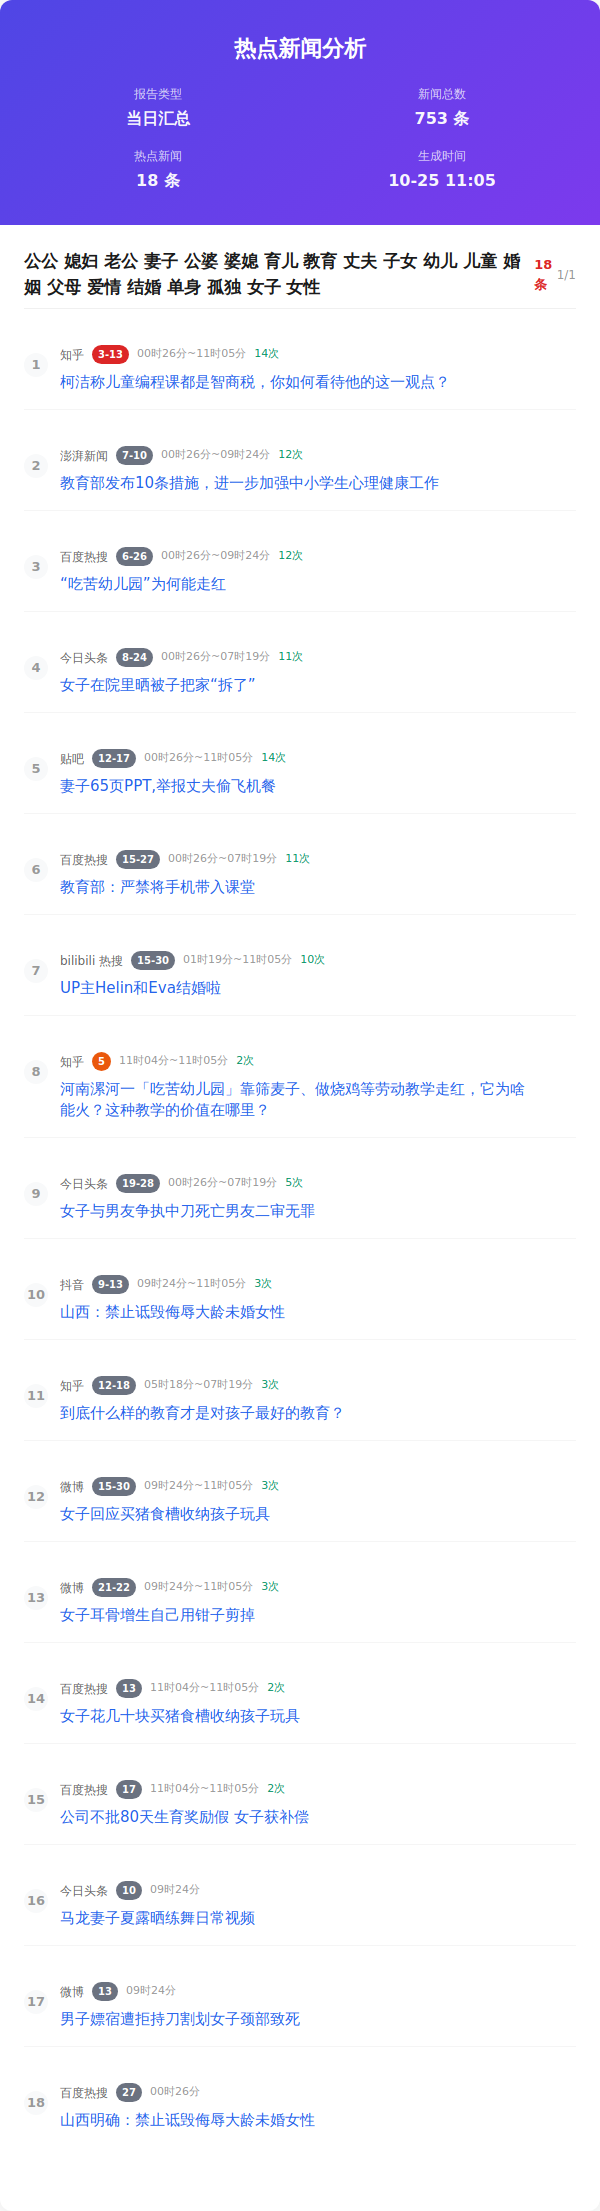 热点新闻分析
报告类型
新闻总数
当日汇总
753 条
热点新闻
生成时间
18 条
10-25 11:05
公公 媳妇 老公 妻子 公婆 婆媳 育儿 教育 丈夫 子女 幼儿 儿童 婚
姻 父母 爱情 结婚 单身 孤独 女子 女性
18
条
1/1
1
知乎 3-13 00时26分~11时05分 14次
柯洁称儿童编程课都是智商税，你如何看待他的这一观点？
2
澎湃新闻 7-10 00时26分~09时24分 12次
教育部发布10条措施，进一步加强中小学生心理健康工作
3
百度热搜 6-26 00时26分~09时24分 12次
“吃苦幼儿园”为何能走红
4
今日头条 8-24 00时26分~07时19分 11次
女子在院里晒被子把家“拆了”
5
贴吧 12-17 00时26分~11时05分 14次
妻子65页PPT,举报丈夫偷飞机餐
6
百度热搜 15-27 00时26分~07时19分 11次
教育部：严禁将手机带入课堂
7
bilibili 热搜 15-30 01时19分~11时05分 10次
UP主Helin和Eva结婚啦
8
知乎 5 11时04分~11时05分 2次
河南漯河一「吃苦幼儿园」靠筛麦子、做烧鸡等劳动教学走红，它为啥
能火？这种教学的价值在哪里？
9
今日头条 19-28 00时26分~07时19分 5次
女子与男友争执中刀死亡男友二审无罪
10
抖音 9-13 09时24分~11时05分 3次
山西：禁止诋毁侮辱大龄未婚女性
11
知乎 12-18 05时18分~07时19分 3次
到底什么样的教育才是对孩子最好的教育？
12
微博 15-30 09时24分~11时05分 3次
女子回应买猪食槽收纳孩子玩具
13
微博 21-22 09时24分~11时05分 3次
女子耳骨增生自己用钳子剪掉
14
百度热搜 13 11时04分~11时05分 2次
女子花几十块买猪食槽收纳孩子玩具
15
百度热搜 17 11时04分~11时05分 2次
公司不批80天生育奖励假 女子获补偿
16
今日头条 10 09时24分
马龙妻子夏露晒练舞日常视频
17
微博 13 09时24分
男子嫖宿遭拒持刀割划女子颈部致死
18
百度热搜 27 00时26分
山西明确：禁止诋毁侮辱大龄未婚女性